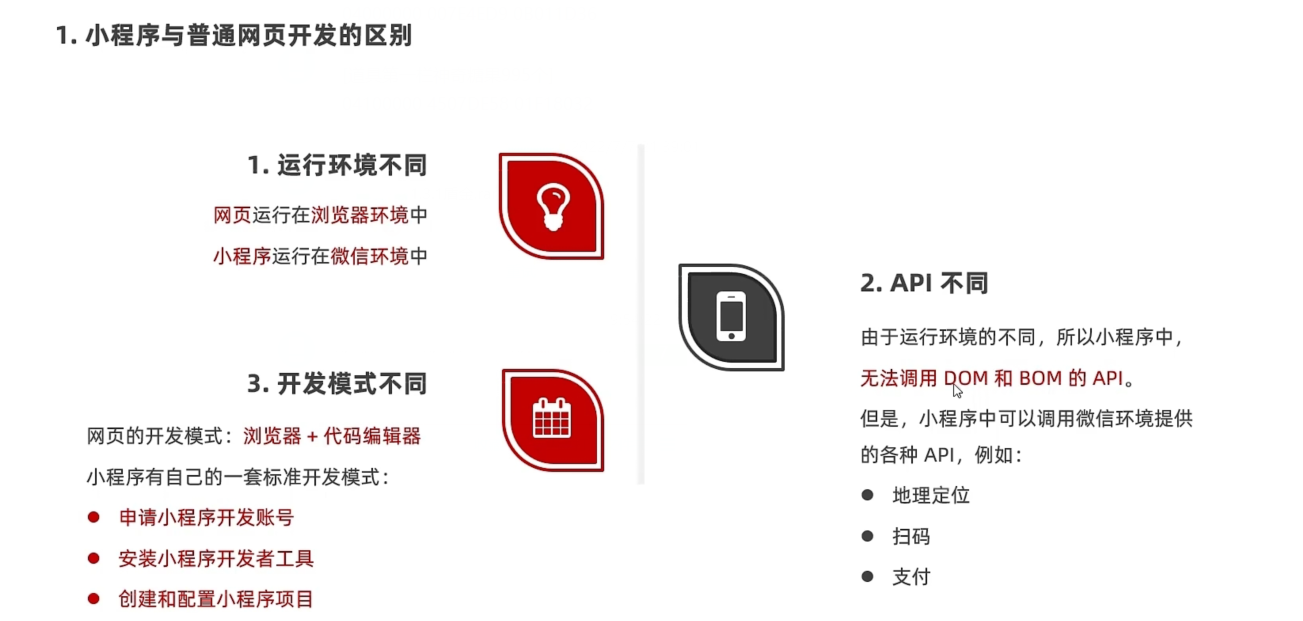 1. 小程序与普通网页开发的区别
1. 运行环境不同
网页运行在浏览器环境中
小程序运行在微信环境中
2. API 不同
由于运行环境的不同，所以小程序中，
无法调用 DOM 和 BOM 的 API。
但是，小程序中可以调用微信环境提供
的各种 API，例如：
● 地理定位
● 扫码
● 支付
3. 开发模式不同
网页的开发模式：浏览器 + 代码编辑器
小程序有自己的一套标准开发模式：
● 申请小程序开发账号
● 安装小程序开发者工具
● 创建和配置小程序项目